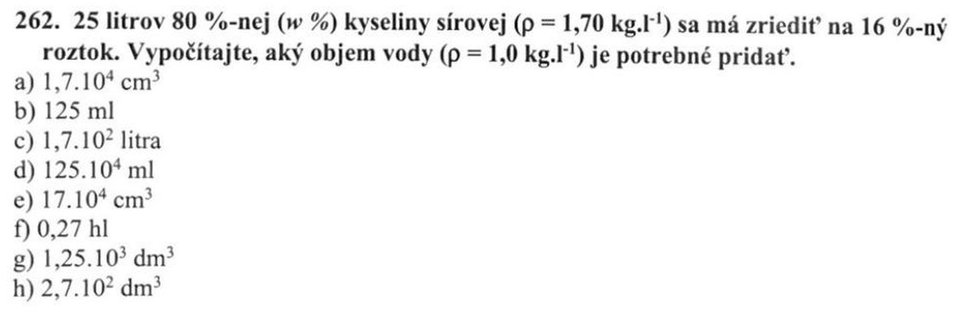 262. 25 litrov 80 %-nej (w %) kyseliny sírovej (ρ = 1,70 kg.l⁻¹) sa má zriediť na 16 %-ný
roztok. Vypočítajte, aký objem vody (ρ = 1,0 kg.l⁻¹) je potrebné pridať.
a) 1,7.10⁴ cm³
b) 125 ml
c) 1,7.10² litra
d) 125.10⁴ ml
e) 17.10⁴ cm³
f) 0,27 hl
g) 1,25.10³ dm³
h) 2,7.10² dm³